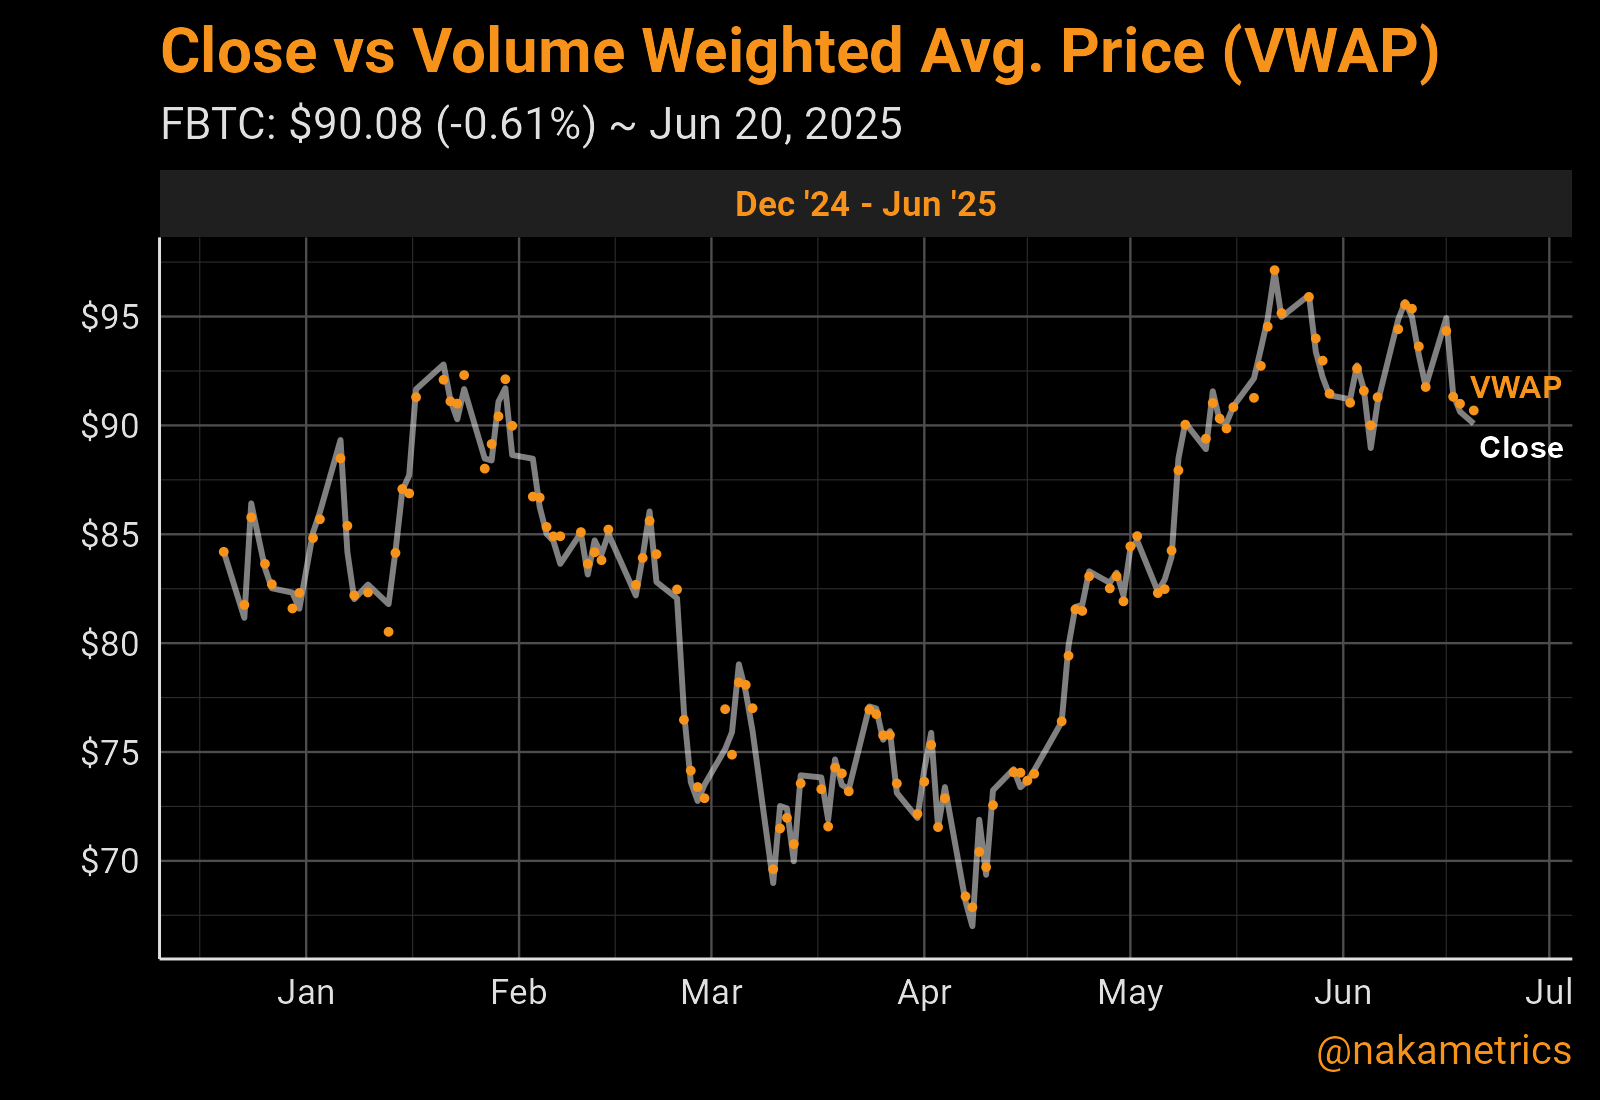 Close vs Volume Weighted Avg. Price (VWAP)
FBTC: $90.08 (-0.61%) ~ Jun 20, 2025
Dec '24 - Jun '25
$95
$90
$85
$80
$75
$70
VWAP
Close
Jan Feb Mar Apr May Jun Jul
@nakametrics